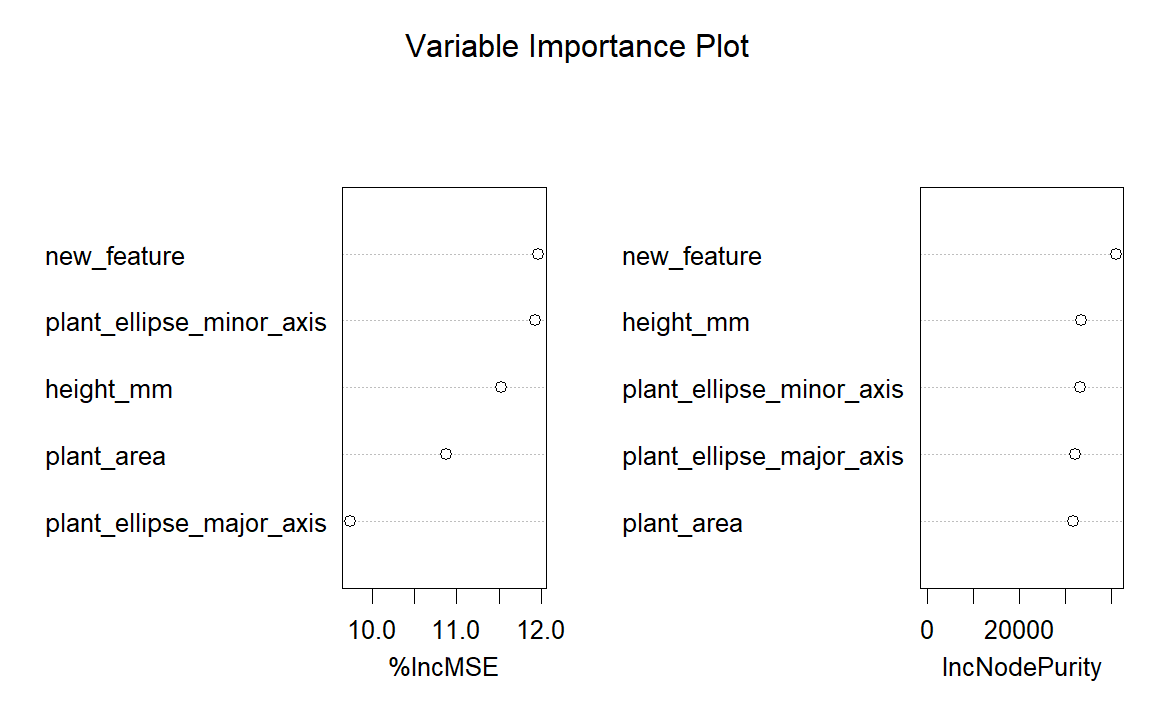 Variable Importance Plot
new_feature
plant_ellipse_minor_axis
height_mm
plant_area
plant_ellipse_major_axis
10.0 11.0 12.0
%IncMSE
new_feature
height_mm
plant_ellipse_minor_axis
plant_ellipse_major_axis
plant_area
0 20000
IncNodePurity